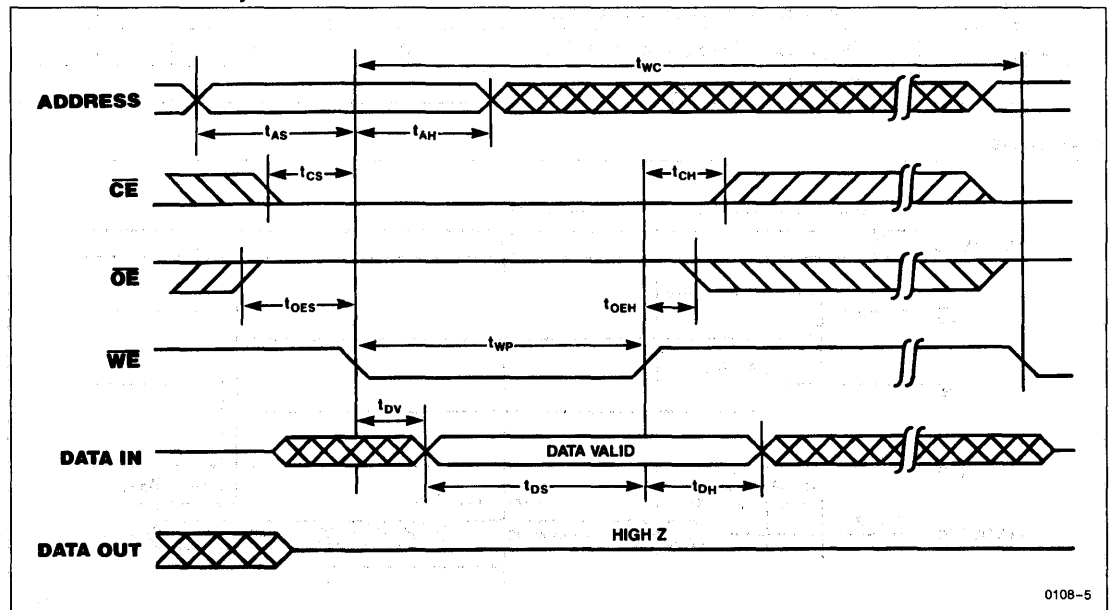 tWC
ADDRESS
tAS
tAH
CE
tCS
tCH
OE
tOES
tOEH
WE
tWP
tDV
DATA IN
DATA VALID
tDS
tDH
DATA OUT
HIGH Z
0108-5